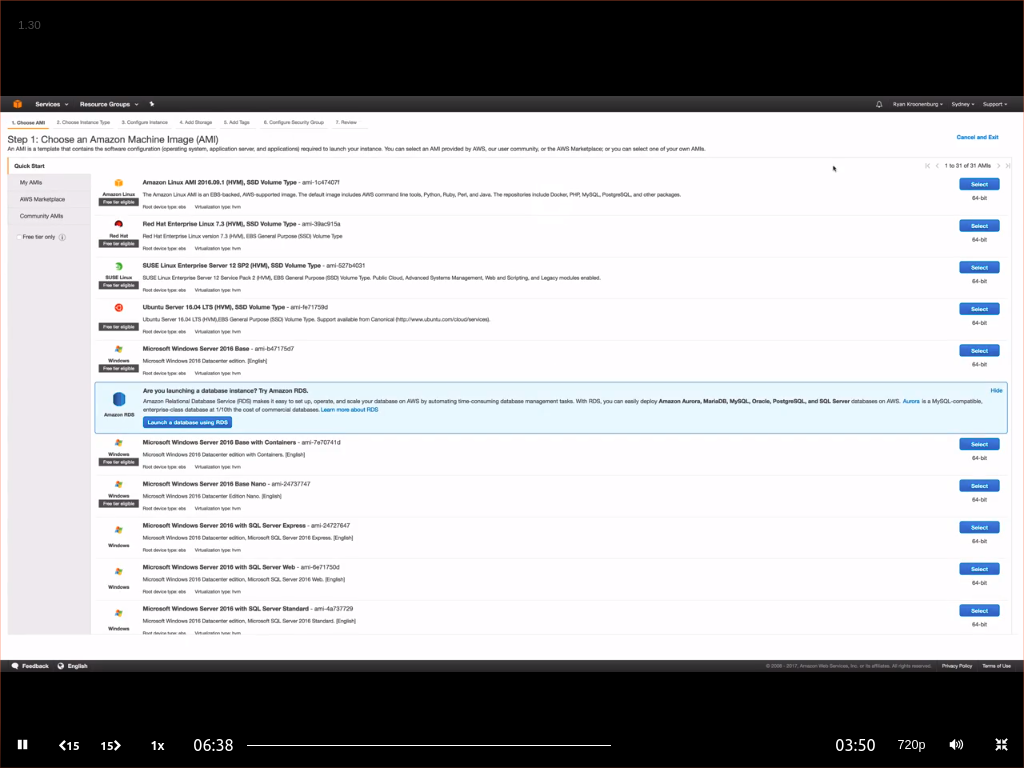 1.30
Services Resource Groups Ryan Kroonenburg Sydney Support
1. Choose AMI 2. Choose Instance Type 3. Configure Instance 4. Add Storage 5. Add Tags 6. Configure Security Group 7. Review
Step 1: Choose an Amazon Machine Image (AMI)
Cancel and Exit
An AMI is a template that contains the software configuration (operating system, application server, and applications) required to launch your instance. You can select an AMI provided by AWS, our user community, or the AWS Marketplace; or you can select one of your own AMIs.
Quick Start
1 to 31 of 31 AMIs
My AMIs
AWS Marketplace
Community AMIs
Free tier only
Amazon Linux
Free tier eligible
Amazon Linux AMI 2016.09.1 (HVM), SSD Volume Type - ami-1c47407f
The Amazon Linux AMI is an EBS-backed, AWS-supported image. The default image includes AWS command line tools, Python, Ruby, Perl, and Java. The repositories include Docker, PHP, MySQL, PostgreSQL, and other packages.
Root device type: ebs Virtualization type: hvm
Select
64-bit
Red Hat
Free tier eligible
Red Hat Enterprise Linux 7.3 (HVM), SSD Volume Type - ami-39ac915a
Red Hat Enterprise Linux version 7.3 (HVM), EBS General Purpose (SSD) Volume Type
Root device type: ebs Virtualization type: hvm
Select
64-bit
SUSE Linux
Free tier eligible
SUSE Linux Enterprise Server 12 SP2 (HVM), SSD Volume Type - ami-527b4031
SUSE Linux Enterprise Server 12 Service Pack 2 (HVM), EBS General Purpose (SSD) Volume Type. Public Cloud, Advanced Systems Management, Web and Scripting, and Legacy modules enabled.
Root device type: ebs Virtualization type: hvm
Select
64-bit
Free tier eligible
Ubuntu Server 16.04 LTS (HVM), SSD Volume Type - ami-fe71759d
Ubuntu Server 16.04 LTS (HVM),EBS General Purpose (SSD) Volume Type. Support available from Canonical (http://www.ubuntu.com/cloud/services).
Root device type: ebs Virtualization type: hvm
Select
64-bit
Windows
Free tier eligible
Microsoft Windows Server 2016 Base - ami-b47175d7
Microsoft Windows 2016 Datacenter edition. [English]
Root device type: ebs Virtualization type: hvm
Select
64-bit
Amazon RDS
Are you launching a database instance? Try Amazon RDS.
Hide
Amazon Relational Database Service (RDS) makes it easy to set up, operate, and scale your database on AWS by automating time-consuming database management tasks. With RDS, you can easily deploy Amazon Aurora, MariaDB, MySQL, Oracle, PostgreSQL, and SQL Server databases on AWS. Aurora is a MySQL-compatible,
enterprise-class database at 1/10th the cost of commercial databases. Learn more about RDS
Launch a database using RDS
Windows
Free tier eligible
Microsoft Windows Server 2016 Base with Containers - ami-7e70741d
Microsoft Windows 2016 Datacenter edition with Containers. [English]
Root device type: ebs Virtualization type: hvm
Select
64-bit
Windows
Free tier eligible
Microsoft Windows Server 2016 Base Nano - ami-24737747
Microsoft Windows 2016 Datacenter Edition Nano. [English]
Root device type: ebs Virtualization type: hvm
Select
64-bit
Windows
Microsoft Windows Server 2016 with SQL Server Express - ami-24727647
Microsoft Windows 2016 Datacenter edition, Microsoft SQL Server 2016 Express. [English]
Root device type: ebs Virtualization type: hvm
Select
64-bit
Windows
Microsoft Windows Server 2016 with SQL Server Web - ami-6e71750d
Microsoft Windows 2016 Datacenter edition, Microsoft SQL Server 2016 Web. [English]
Root device type: ebs Virtualization type: hvm
Select
64-bit
Windows
Microsoft Windows Server 2016 with SQL Server Standard - ami-4a737729
Microsoft Windows 2016 Datacenter edition, Microsoft SQL Server 2016 Standard. [English]
Root device type: ebs Virtualization type: hvm
Select
64-bit
Feedback English © 2008 - 2017, Amazon Web Services, Inc. or its affiliates. All rights reserved. Privacy Policy Terms of Use
15 15 1x 06:38 03:50 720p